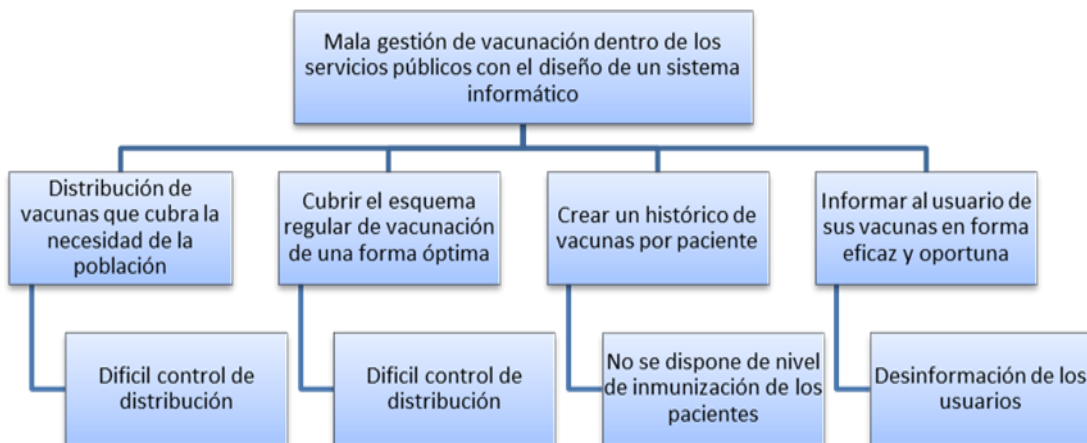 Mala gestión de vacunación dentro de los
servicios públicos con el diseño de un sistema
informático
Distribución de
vacunas que cubra la
necesidad de la
población
Cubrir el esquema
regular de vacunación
de una forma óptima
Crear un histórico de
vacunas por paciente
Informar al usuario de
sus vacunas en forma
eficaz y oportuna
Dificil control de
distribución
Dificil control de
distribución
No se dispone de nivel
de inmunización de los
pacientes
Desinformación de los
usuarios